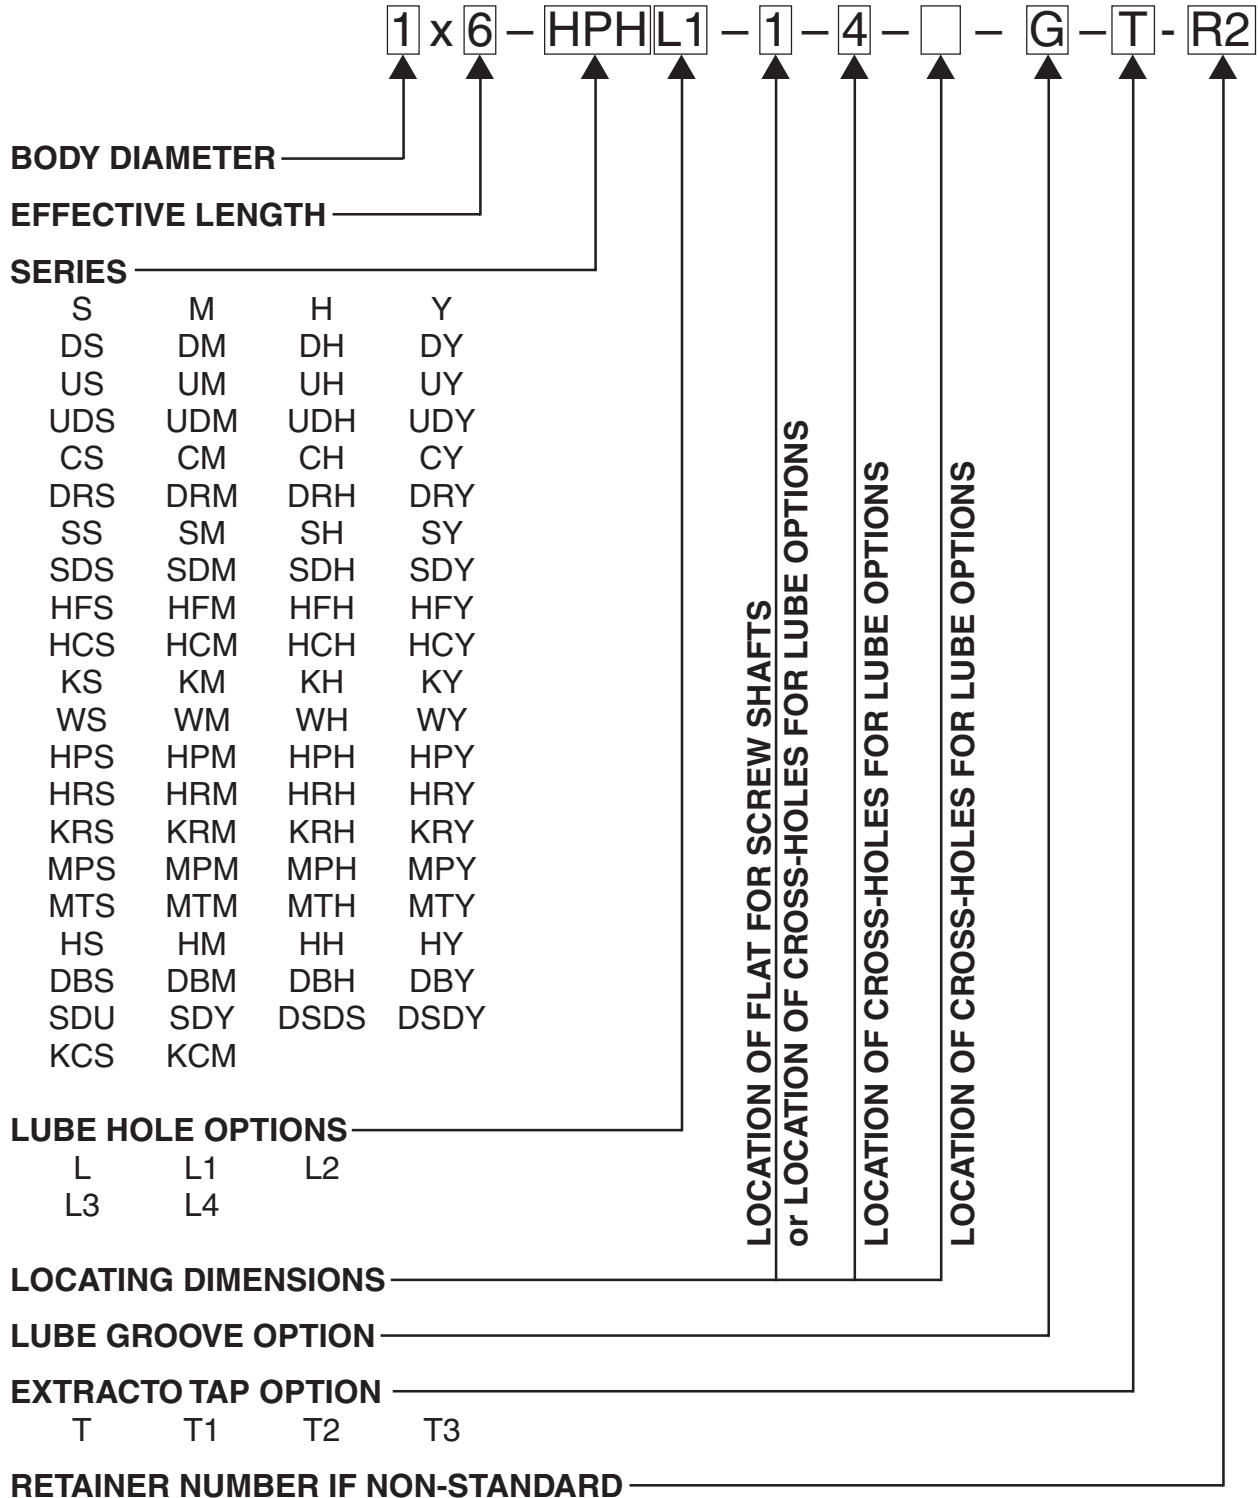 1 x 6 – HPH L1 – 1 – 4 – – G – T - R2
BODY DIAMETER
EFFECTIVE LENGTH
SERIES
S M H Y
DS DM DH DY
US UM UH UY
UDS UDM UDH UDY
CS CM CH CY
DRS DRM DRH DRY
SS SM SH SY
SDS SDM SDH SDY
HFS HFM HFH HFY
HCS HCM HCH HCY
KS KM KH KY
WS WM WH WY
HPS HPM HPH HPY
HRS HRM HRH HRY
KRS KRM KRH KRY
MPS MPM MPH MPY
MTS MTM MTH MTY
HS HM HH HY
DBS DBM DBH DBY
SDU SDY DSDS DSDY
KCS KCM
LOCATION OF FLAT FOR SCREW SHAFTS
or LOCATION OF CROSS-HOLES FOR LUBE OPTIONS
LOCATION OF CROSS-HOLES FOR LUBE OPTIONS
LOCATION OF CROSS-HOLES FOR LUBE OPTIONS
LUBE HOLE OPTIONS
L L1 L2
L3 L4
LOCATING DIMENSIONS
LUBE GROOVE OPTION
EXTRACTO TAP OPTION
T T1 T2 T3
RETAINER NUMBER IF NON-STANDARD